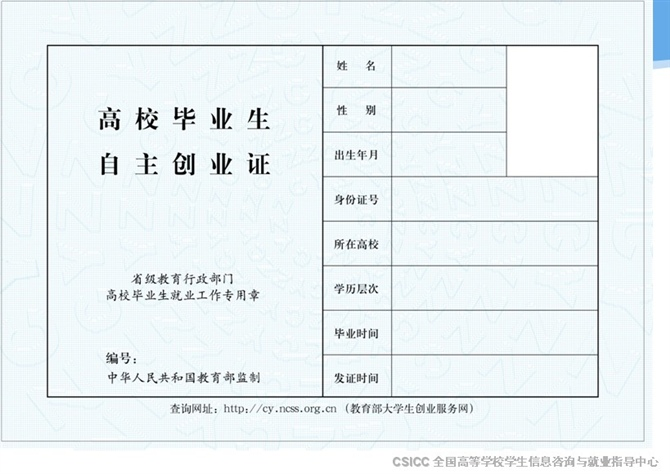 高校毕业生
自主创业证
省级教育行政部门
高校毕业生就业工作专用章
编号：
中华人民共和国教育部监制
姓 名
性 别
出生年月
身份证号
所在高校
学历层次
毕业时间
发证时间
查询网址：http://cy.ncss.org.cn（教育部大学生创业服务网）
CSICC 全国高等学校学生信息咨询与就业指导中心